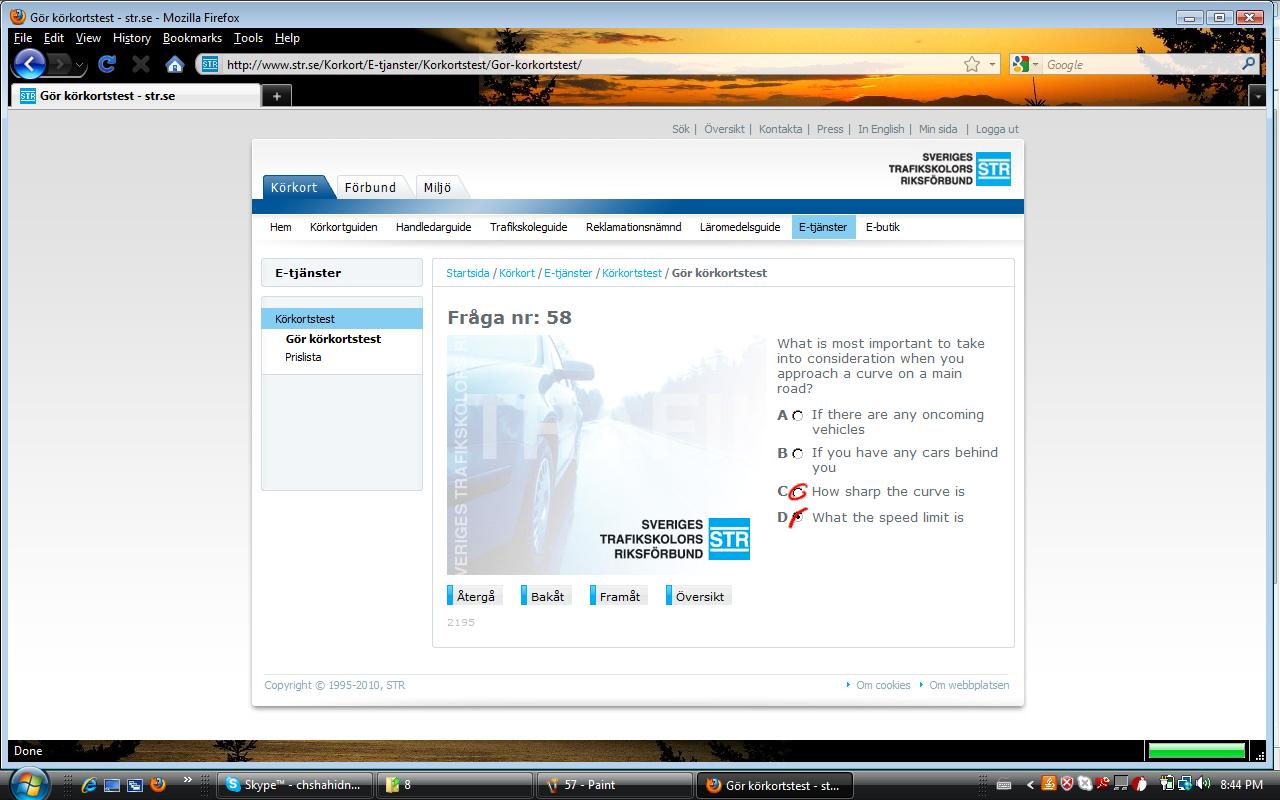 Gör körkortstest - str.se - Mozilla Firefox
File Edit View History Bookmarks Tools Help
STR http://www.str.se/Korkort/E-tjanster/Korkortstest/Gor-korkortstest/ Google
STR Gör körkortstest - str.se
Sök | Översikt | Kontakta | Press | In English | Min sida | Logga ut
SVERIGES
TRAFIKSKOLORS
RIKSFÖRBUND
STR
Körkort Förbund Miljö
Hem Körkortguiden Handledarguide Trafikskoleguide Reklamationsnämnd Läromedelsguide E-tjänster E-butik
E-tjänster
Körkortstest
Gör körkortstest
Prislista
Startsida / Körkort / E-tjänster / Körkortstest / Gör körkortstest
Fråga nr: 58
TRAFIK
VERIGES TRAFIKSKOLORS R
SVERIGES
TRAFIKSKOLORS
RIKSFÖRBUND
STR
What is most important to take
into consideration when you
approach a curve on a main
road?
A If there are any oncoming
vehicles
B If you have any cars behind
you
C How sharp the curve is
D What the speed limit is
Återgå Bakåt Framåt Översikt
2195
Copyright © 1995-2010, STR
Om cookies Om webbplatsen
Done
Skype™ - chshahidn... 8 57 - Paint Gör körkortstest - st... 8:44 PM